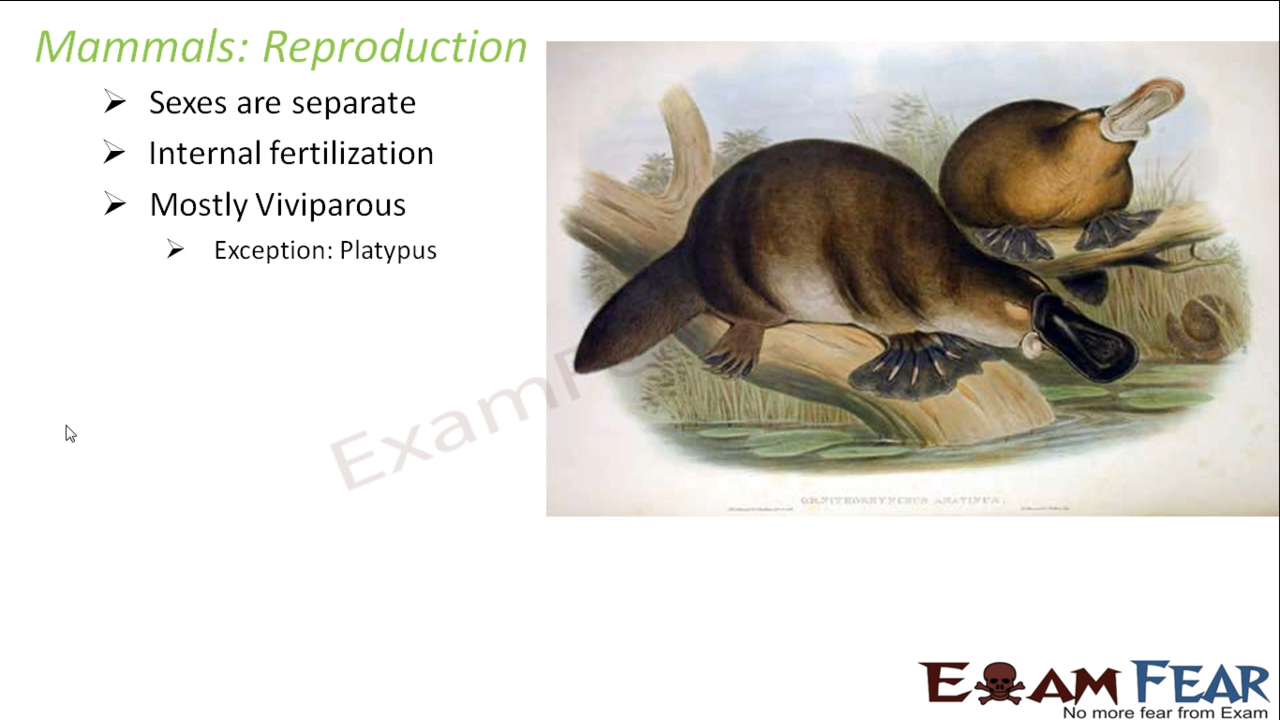 Mammals: Reproduction
Sexes are separate
Internal fertilization
Mostly Viviparous
Exception: Platypus
ORNITHORHYNCHUS ANATINUS.
EXAM FEAR
No more fear from Exam